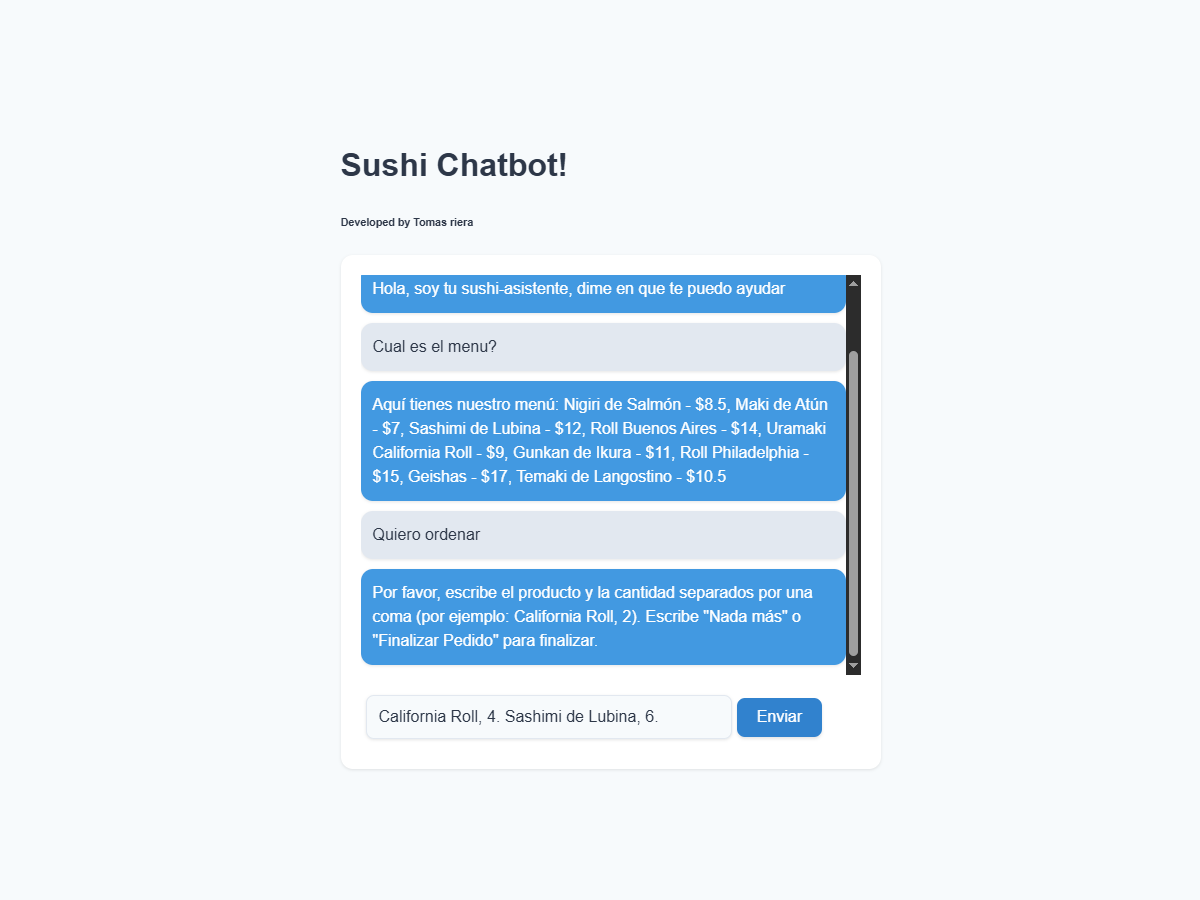 Sushi Chatbot!
Developed by Tomas riera
Hola, soy tu sushi-asistente, dime en que te puedo ayudar
Cual es el menu?
Aquí tienes nuestro menú: Nigiri de Salmón - $8.5, Maki de Atún
- $7, Sashimi de Lubina - $12, Roll Buenos Aires - $14, Uramaki
California Roll - $9, Gunkan de Ikura - $11, Roll Philadelphia -
$15, Geishas - $17, Temaki de Langostino - $10.5
Quiero ordenar
Por favor, escribe el producto y la cantidad separados por una
coma (por ejemplo: California Roll, 2). Escribe "Nada más" o
"Finalizar Pedido" para finalizar.
California Roll, 4. Sashimi de Lubina, 6.
Enviar